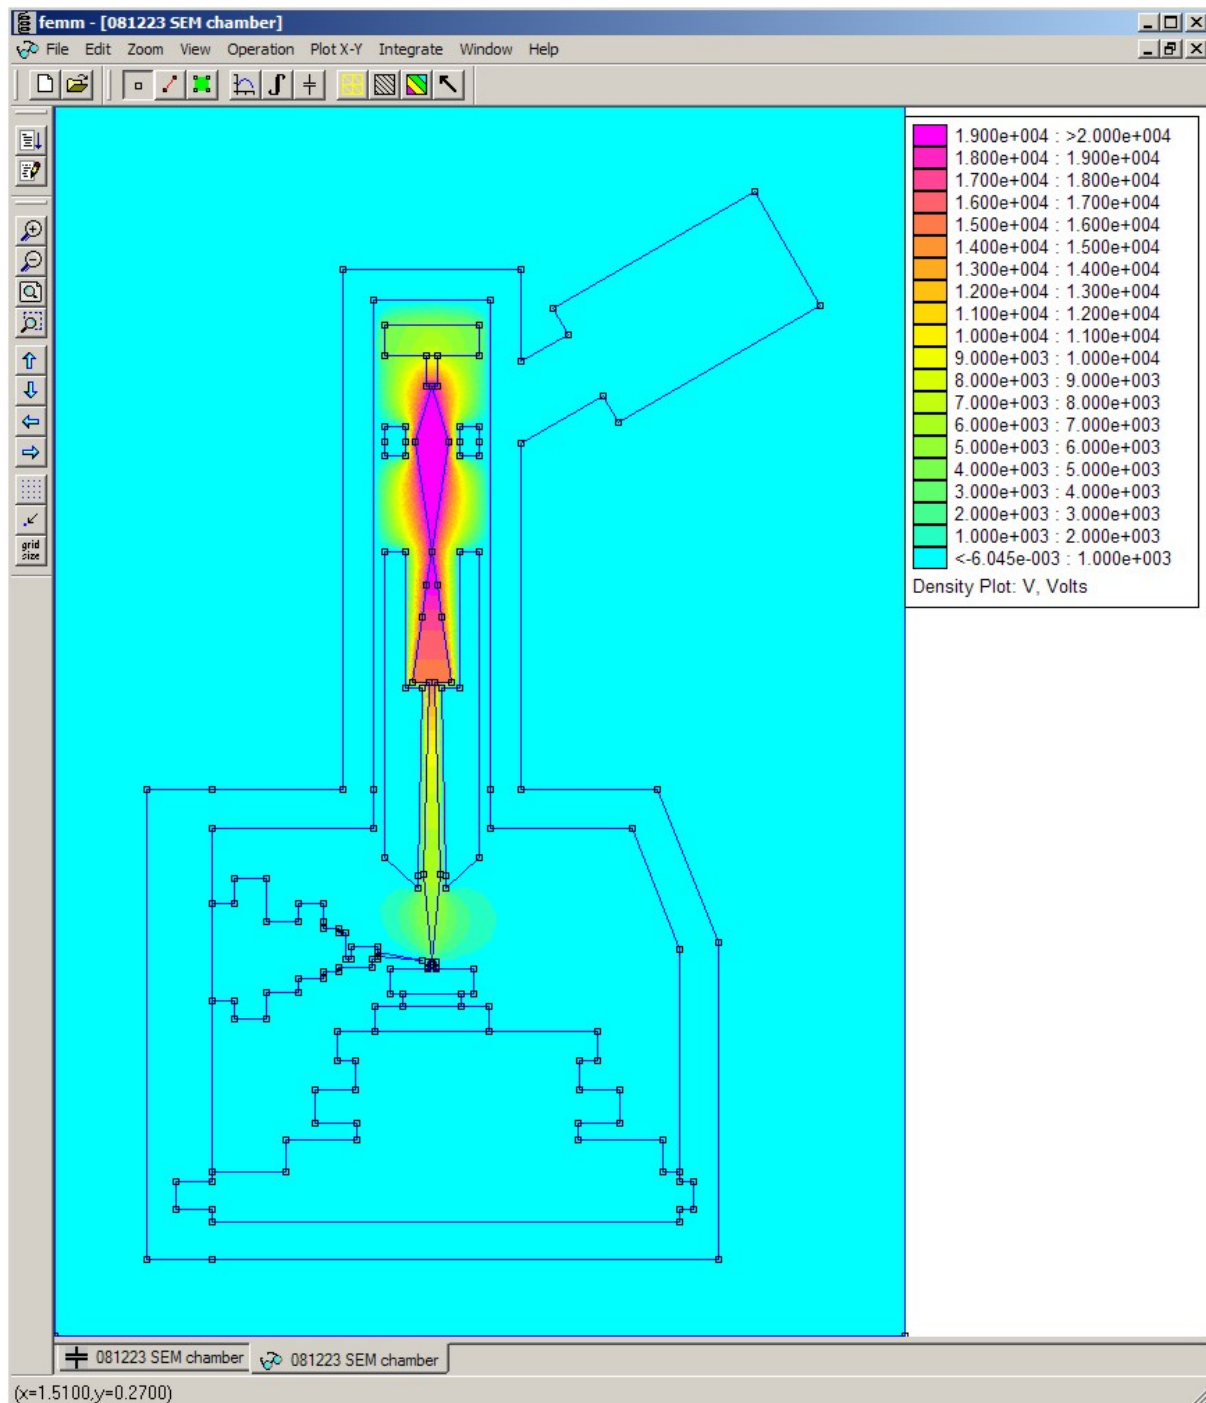 femm - [081223 SEM chamber]
File Edit Zoom View Operation Plot X-Y Integrate Window Help
1.900e+004 : >2.000e+004
1.800e+004 : 1.900e+004
1.700e+004 : 1.800e+004
1.600e+004 : 1.700e+004
1.500e+004 : 1.600e+004
1.400e+004 : 1.500e+004
1.300e+004 : 1.400e+004
1.200e+004 : 1.300e+004
1.100e+004 : 1.200e+004
1.000e+004 : 1.100e+004
9.000e+003 : 1.000e+004
8.000e+003 : 9.000e+003
7.000e+003 : 8.000e+003
6.000e+003 : 7.000e+003
5.000e+003 : 6.000e+003
4.000e+003 : 5.000e+003
3.000e+003 : 4.000e+003
2.000e+003 : 3.000e+003
1.000e+003 : 2.000e+003
<-6.045e-003 : 1.000e+003
Density Plot: V, Volts
grid
size
081223 SEM chamber 081223 SEM chamber
(x=1.5100,y=0.2700)